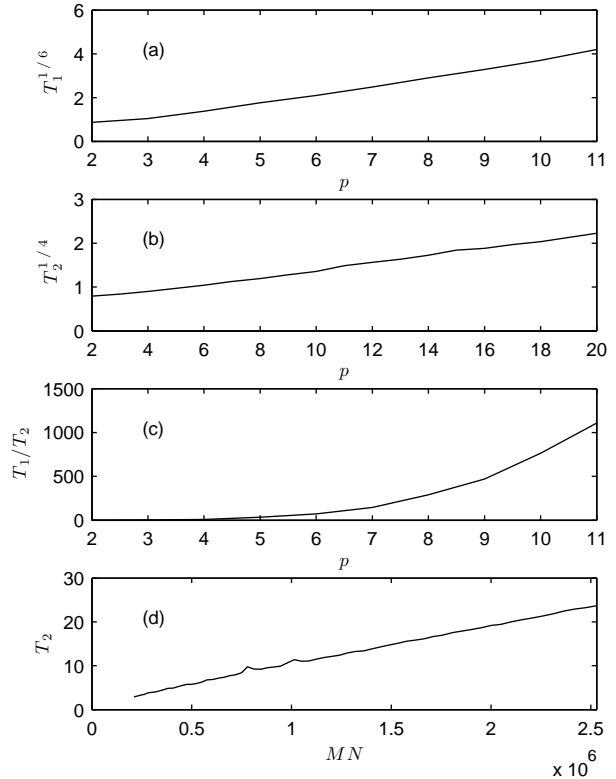 6
4
2
0
T_1^{1/6}
(a)
2 3 4 5 6 7 8 9 10 11
p
3
2
1
0
T_2^{1/4}
(b)
2 4 6 8 10 12 14 16 18 20
p
1500
1000
500
0
T_1/T_2
(c)
2 3 4 5 6 7 8 9 10 11
p
30
20
10
0
T_2
(d)
0 0.5 1 1.5 2 2.5
MN
x 10^6